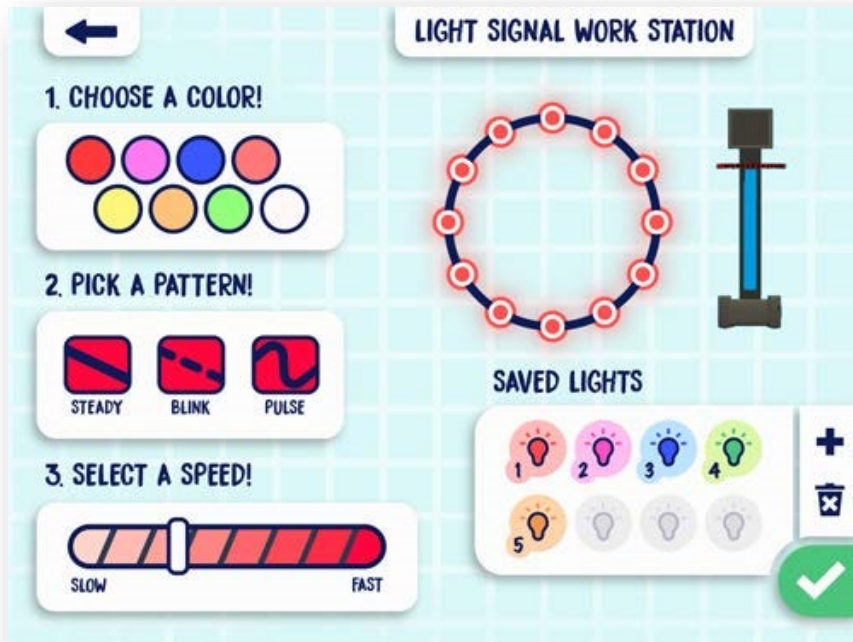 LIGHT SIGNAL WORK STATION
1. CHOOSE A COLOR!
2. PICK A PATTERN!
STEADY BLINK PULSE
3. SELECT A SPEED!
SLOW FAST
SAVED LIGHTS
1 2 3 4
5